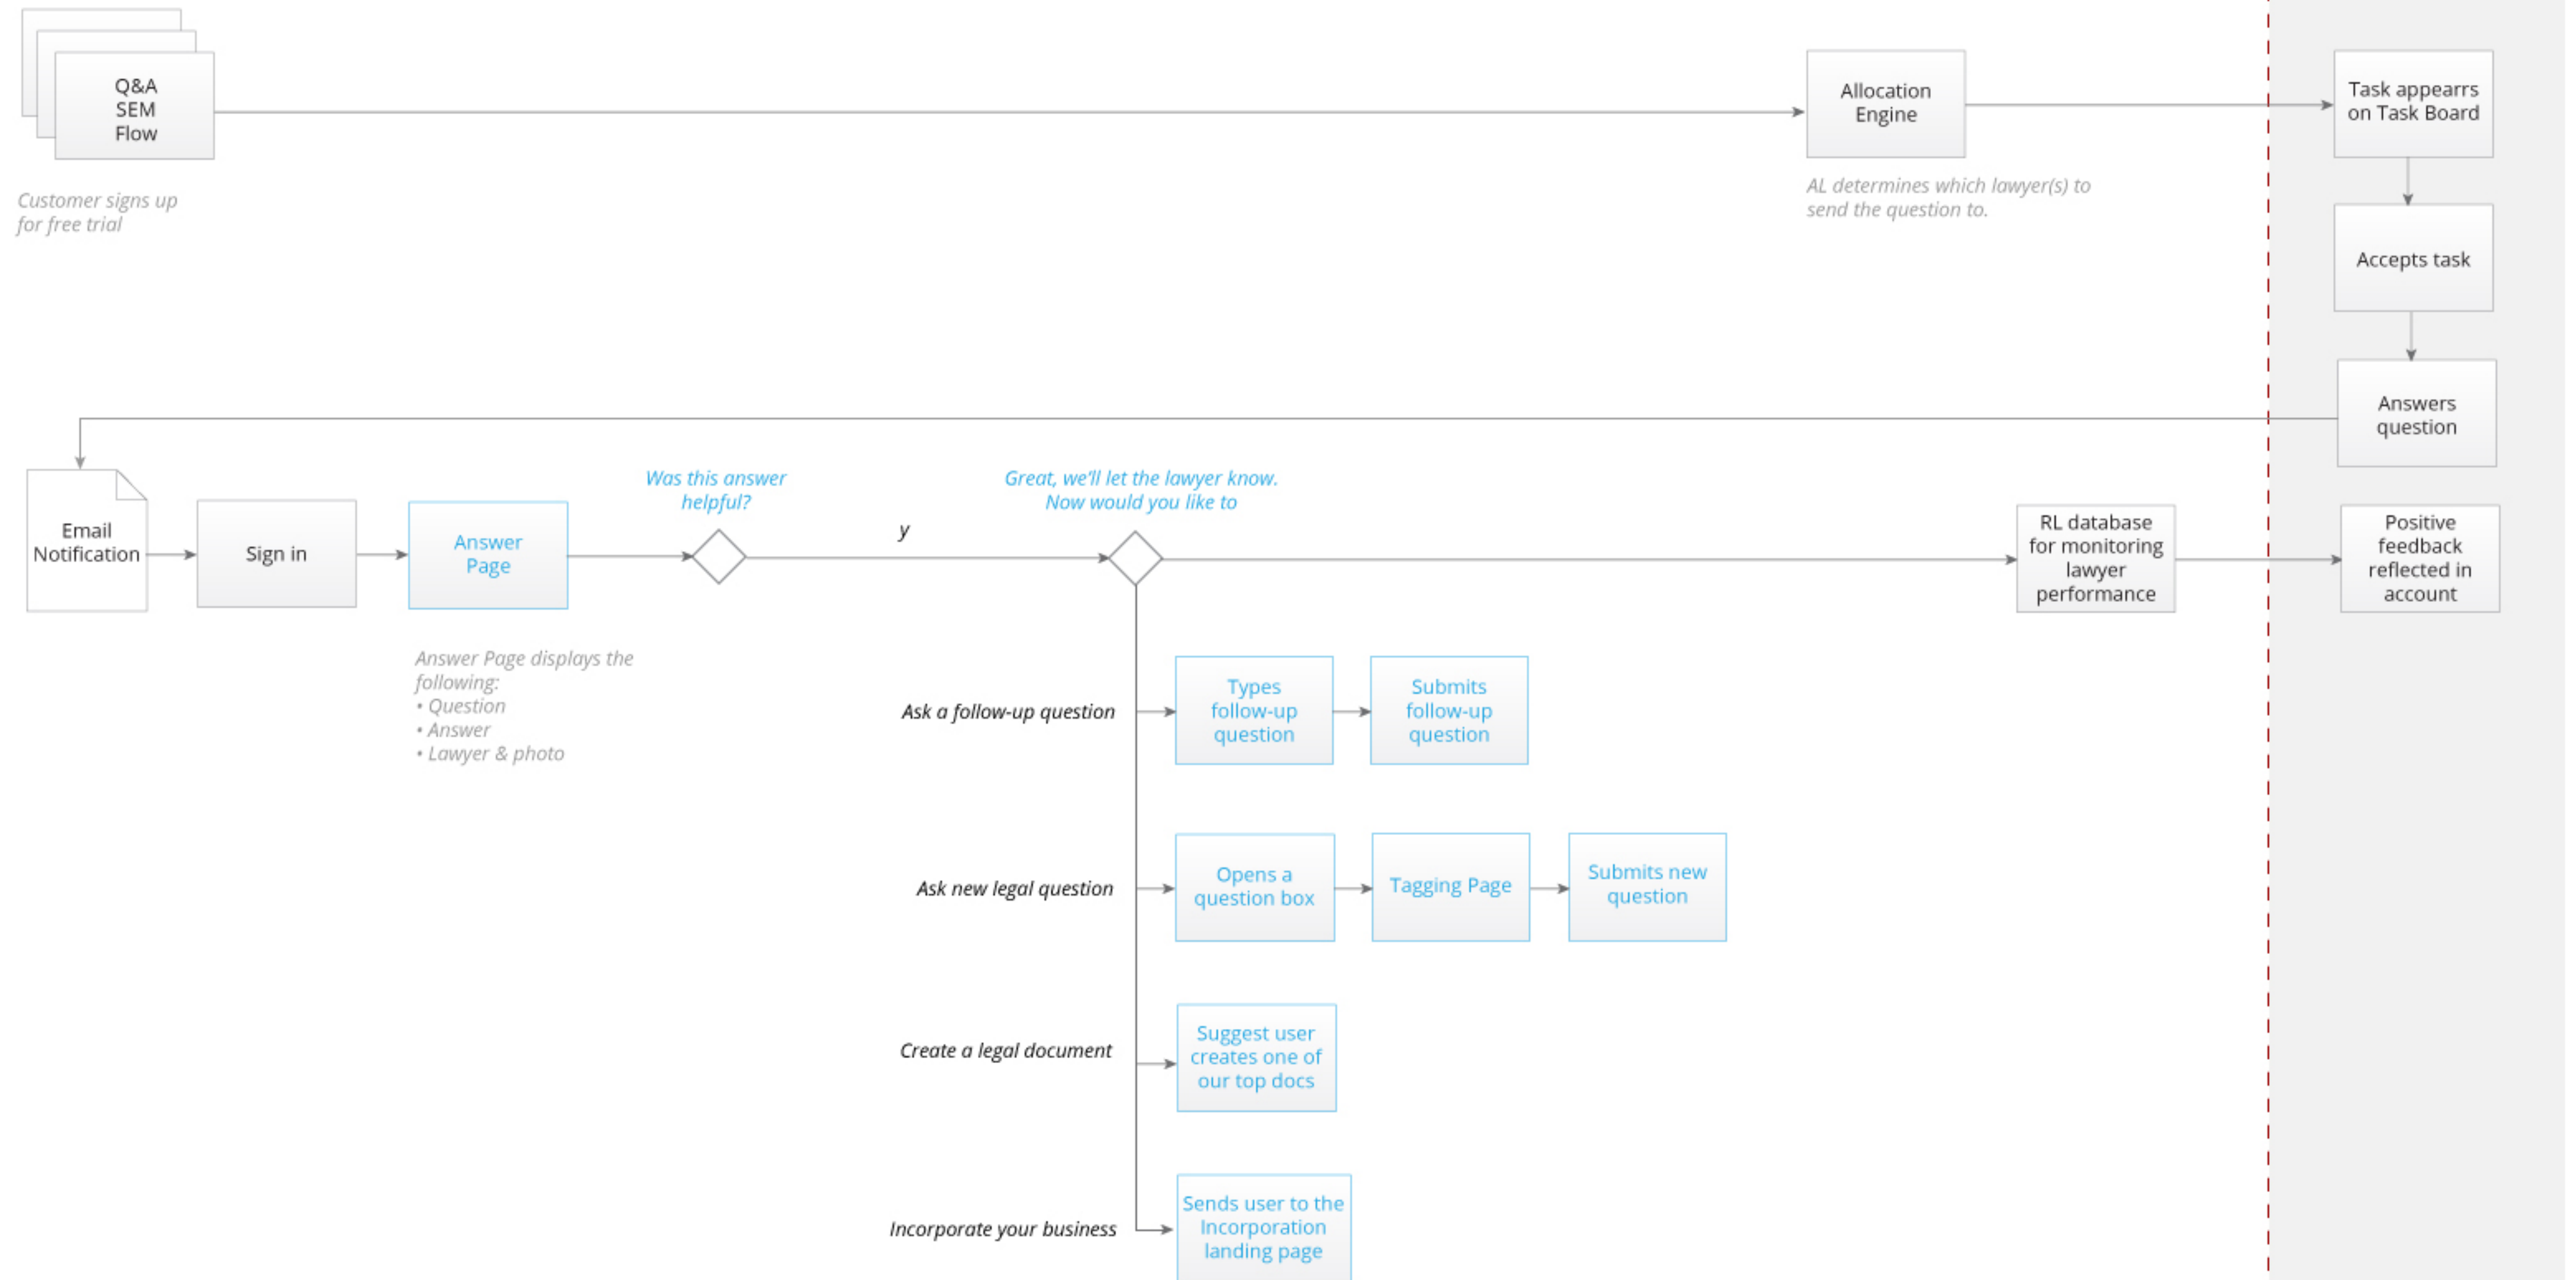 Q&A
SEM
Flow
Customer signs up
for free trial
Allocation
Engine
AL determines which lawyer(s) to
send the question to.
Task appearrs
on Task Board
Accepts task
Answers
question
Email
Notification
Sign in
Answer
Page
Answer Page displays the
following:
• Question
• Answer
• Lawyer & photo
Was this answer
helpful?
y
Great, we'll let the lawyer know.
Now would you like to
RL database
for monitoring
lawyer
performance
Positive
feedback
reflected in
account
Ask a follow-up question
Types
follow-up
question
Submits
follow-up
question
Ask new legal question
Opens a
question box
Tagging Page
Submits new
question
Create a legal document
Suggest user
creates one of
our top docs
Incorporate your business
Sends user to the
Incorporation
landing page